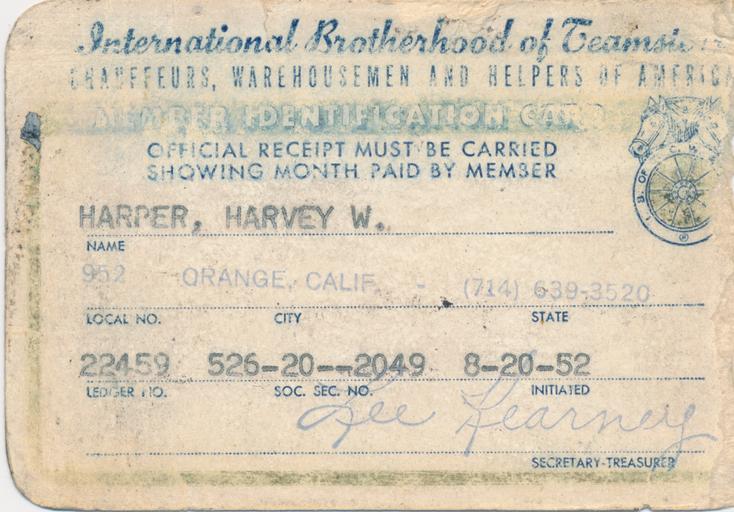 International Brotherhood of Teamsters
CHAUFFEURS, WAREHOUSEMEN AND HELPERS OF AMERICA
MEMBER IDENTIFICATION CARD
OFFICIAL RECEIPT MUST BE CARRIED
SHOWING MONTH PAID BY MEMBER
HARPER, HARVEY W.
NAME
952 ORANGE, CALIF. - (714) 639-3520
LOCAL NO. CITY STATE
22459 526-20--2049 8-20-52
LEDGER NO. SOC. SEC. NO. INITIATED
Lee Kearney
SECRETARY-TREASURER
I. B. OF T. C. W.